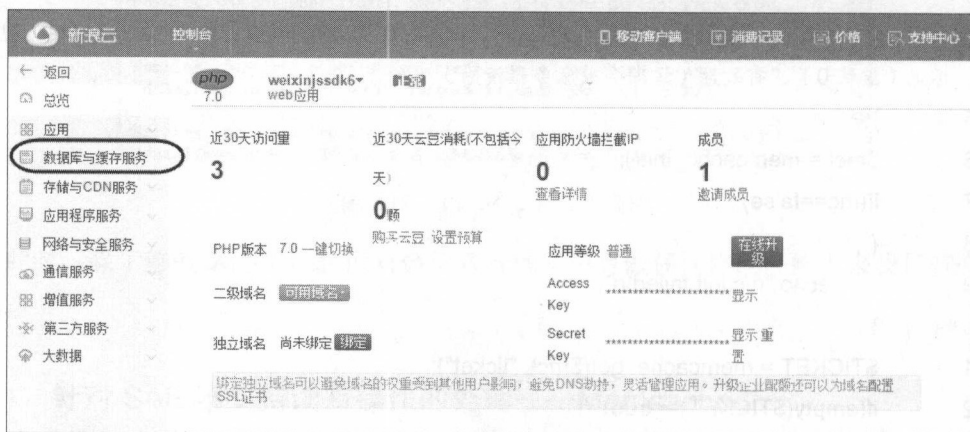 新浪云 控制台 移动客户端 消费记录 价格 支持中心
返回
总览
应用
数据库与缓存服务
存储与CDN服务
应用程序服务
网络与安全服务
通信服务
增值服务
第三方服务
大数据
php
7.0
weixinjssdk6
web应用
近30天访问量
3
近30天云豆消耗(不包括今
天)
0颗
购买云豆 设置预算
应用防火墙拦截IP
0
查看详情
成员
1
邀请成员
PHP版本 7.0 一键切换
二级域名 可用域名
独立域名 尚未绑定 绑定
应用等级 普通 在线升
级
Access
Key ********************** 显示
Secret
Key ********************** 显示 重
置
绑定独立域名可以避免域名的权重受到其他用户影响，避免DNS劫持，灵活管理应用。升级企业配额还可以为域名配置
SSL证书